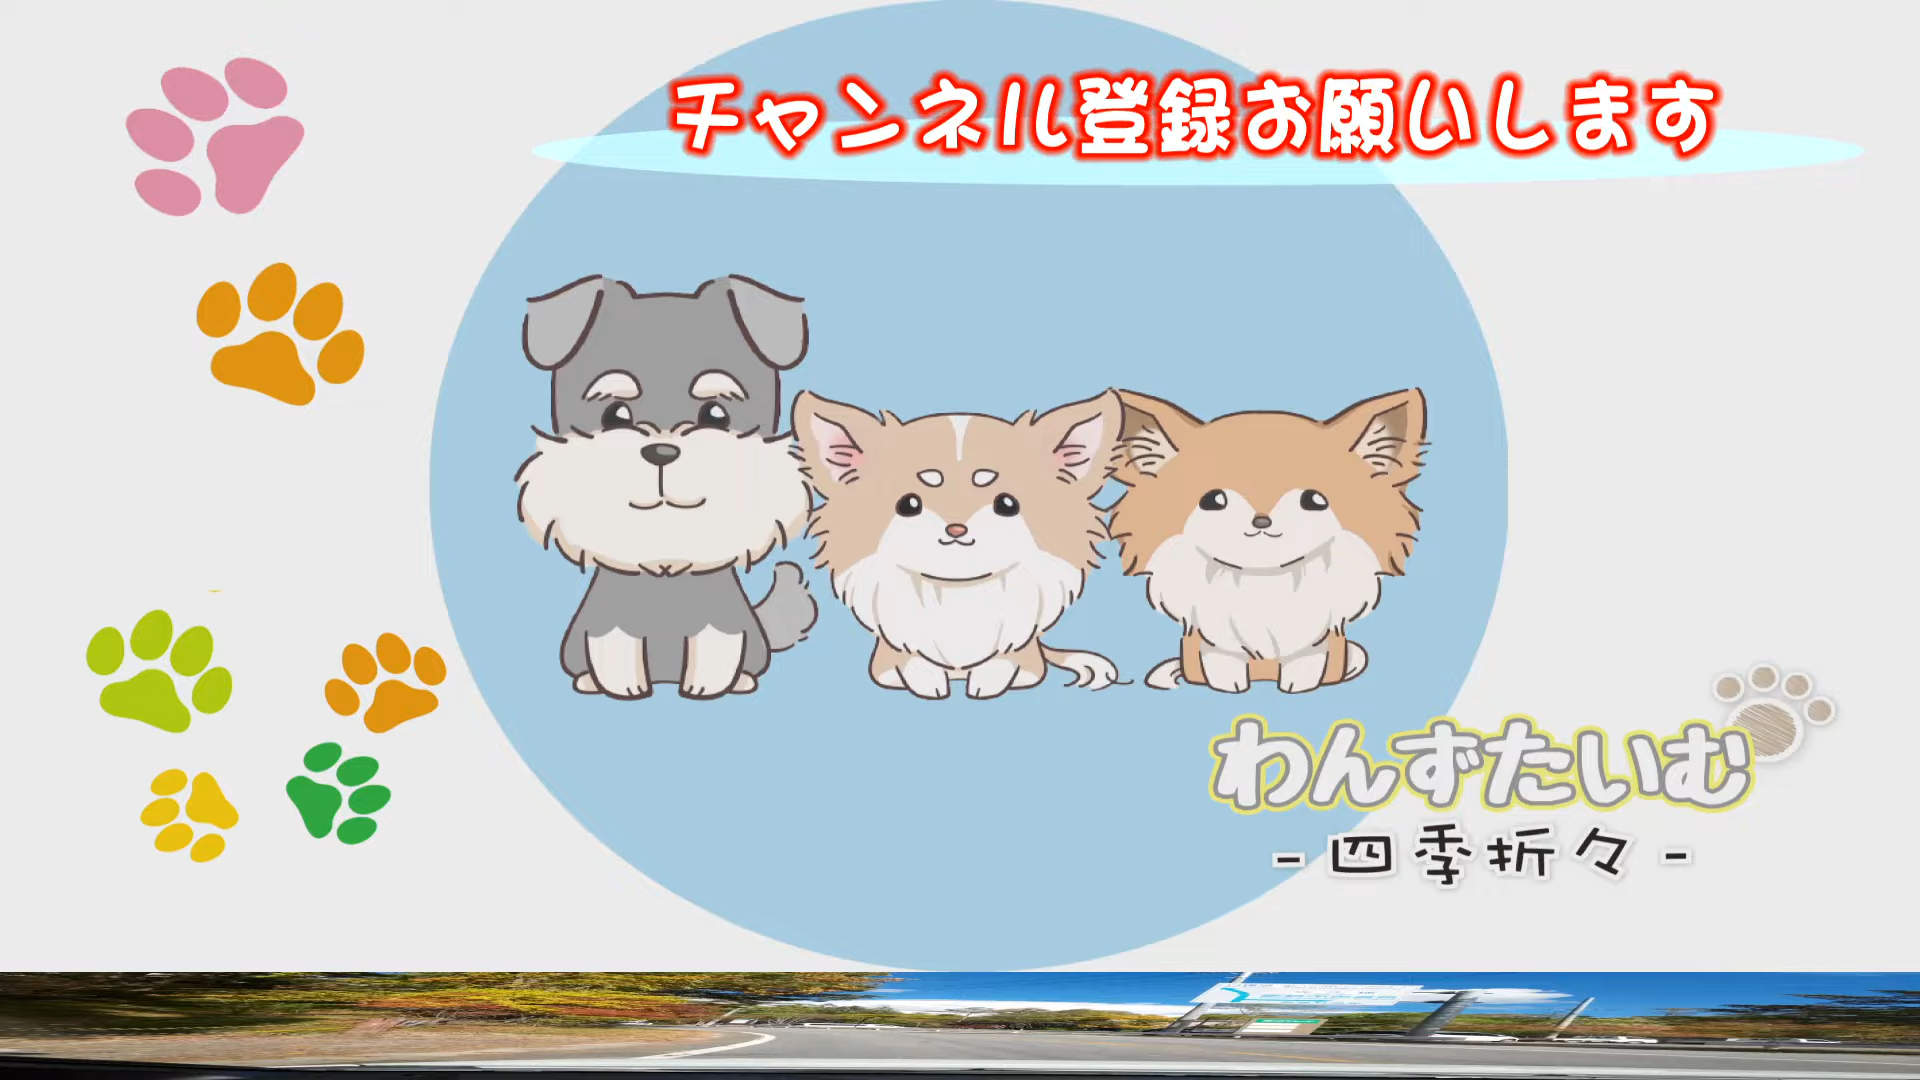 チャンネル登録お願いします
わんずたいむ
-四季折々-